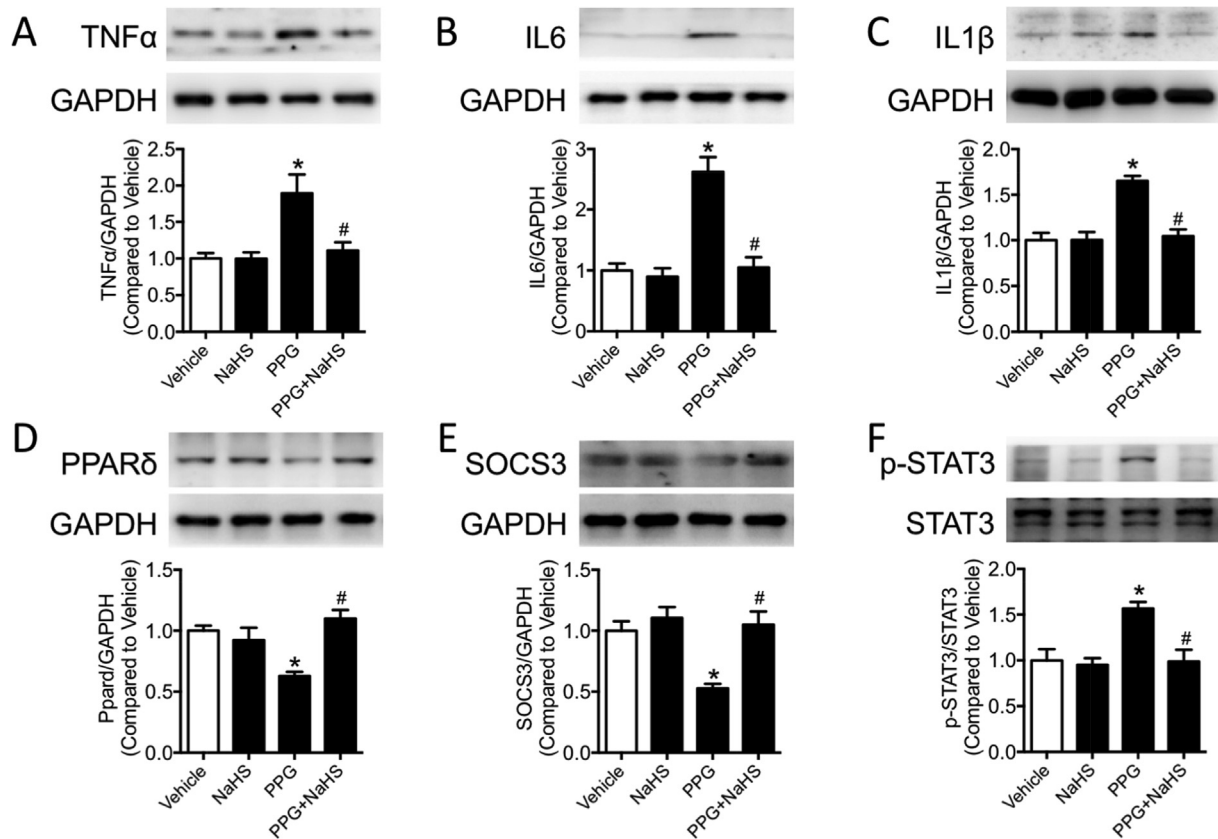 A
TNFα
GAPDH
TNFα/GAPDH
(Compared to Vehicle)
2.5
2.0
1.5
1.0
0.5
0.0
*
#
Vehicle
NaHS
PPG
PPG+NaHS
B
IL6
GAPDH
IL6/GAPDH
(Compared to Vehicle)
3
2
1
0
*
#
Vehicle
NaHS
PPG
PPG+NaHS
C
IL1β
GAPDH
IL1β/GAPDH
(Compared to Vehicle)
2.0
1.5
1.0
0.5
0.0
*
#
Vehicle
NaHS
PPG
PPG+NaHS
D
PPARδ
GAPDH
Ppard/GAPDH
(Compared to Vehicle)
1.5
1.0
0.5
0.0
*
#
Vehicle
NaHS
PPG
PPG+NaHS
E
SOCS3
GAPDH
SOCS3/GAPDH
(Compared to Vehicle)
1.5
1.0
0.5
0.0
*
#
Vehicle
NaHS
PPG
PPG+NaHS
F
p-STAT3
STAT3
p-STAT3/STAT3
(Compared to Vehicle)
2.0
1.5
1.0
0.5
0.0
*
#
Vehicle
NaHS
PPG
PPG+NaHS